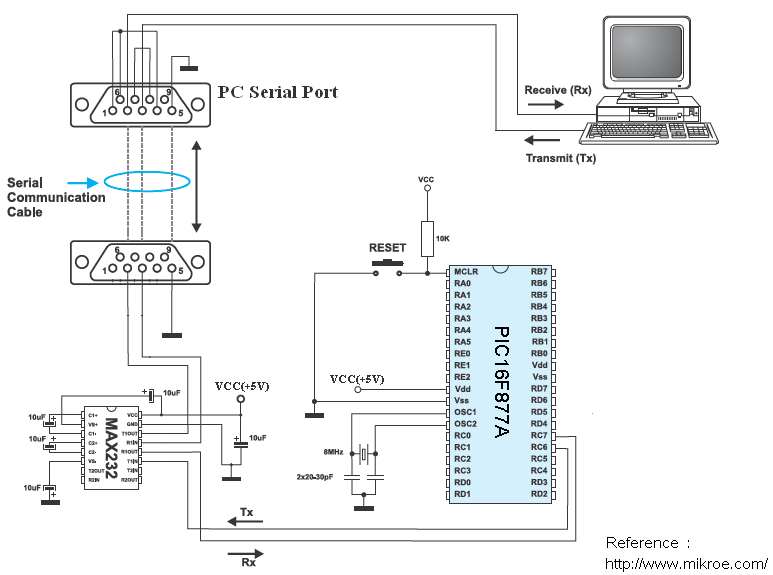 PC Serial Port
6
9
1
5
Receive (Rx)
Transmit (Tx)
Serial
Communication
Cable
6
9
1
5
VCC
10K
RESET
VCC(+5V)
VCC(+5V)
8MHz
2x20-30pF
MCLR
RA0
RA1
RA2
RA3
RA4
RA5
RE0
RE1
RE2
Vdd
Vss
OSC1
OSC2
RC0
RC1
RC2
RC3
RD0
RD1
PIC16F877A
RB7
RB6
RB5
RB4
RB3
RB2
RB1
RB0
Vdd
Vss
RD7
RD6
RD5
RD4
RC7
RC6
RC5
RC4
RD3
RD2
10uF
10uF
10uF
10uF
10uF
C1+
VS+
C1-
C2+
C2-
VS-
T2OUT
R2IN
MAX232
VCC
GND
T1OUT
R1IN
R1OUT
T1IN
T2IN
R2OUT
Tx
Rx
Reference :
http://www.mikroe.com/